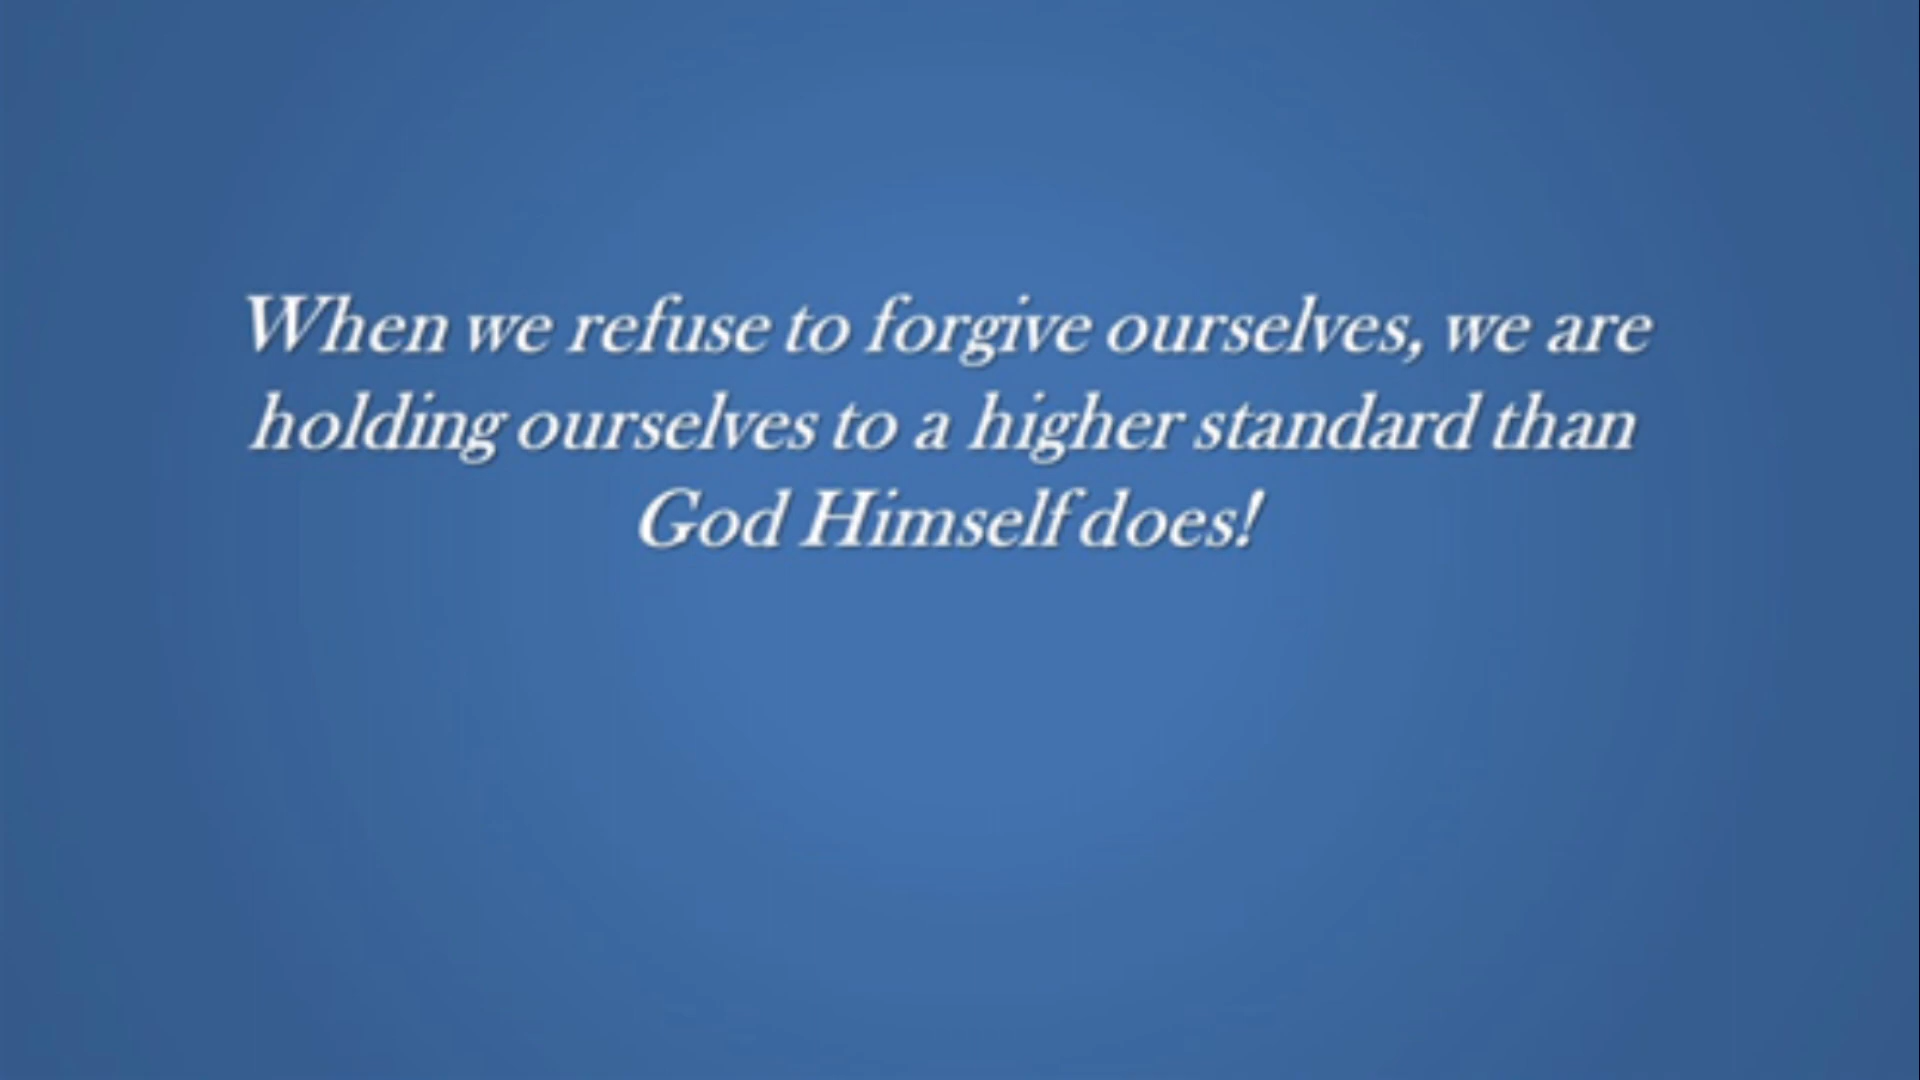 When we refuse to forgive ourselves, we are
holding ourselves to a higher standard than
God Himself does!